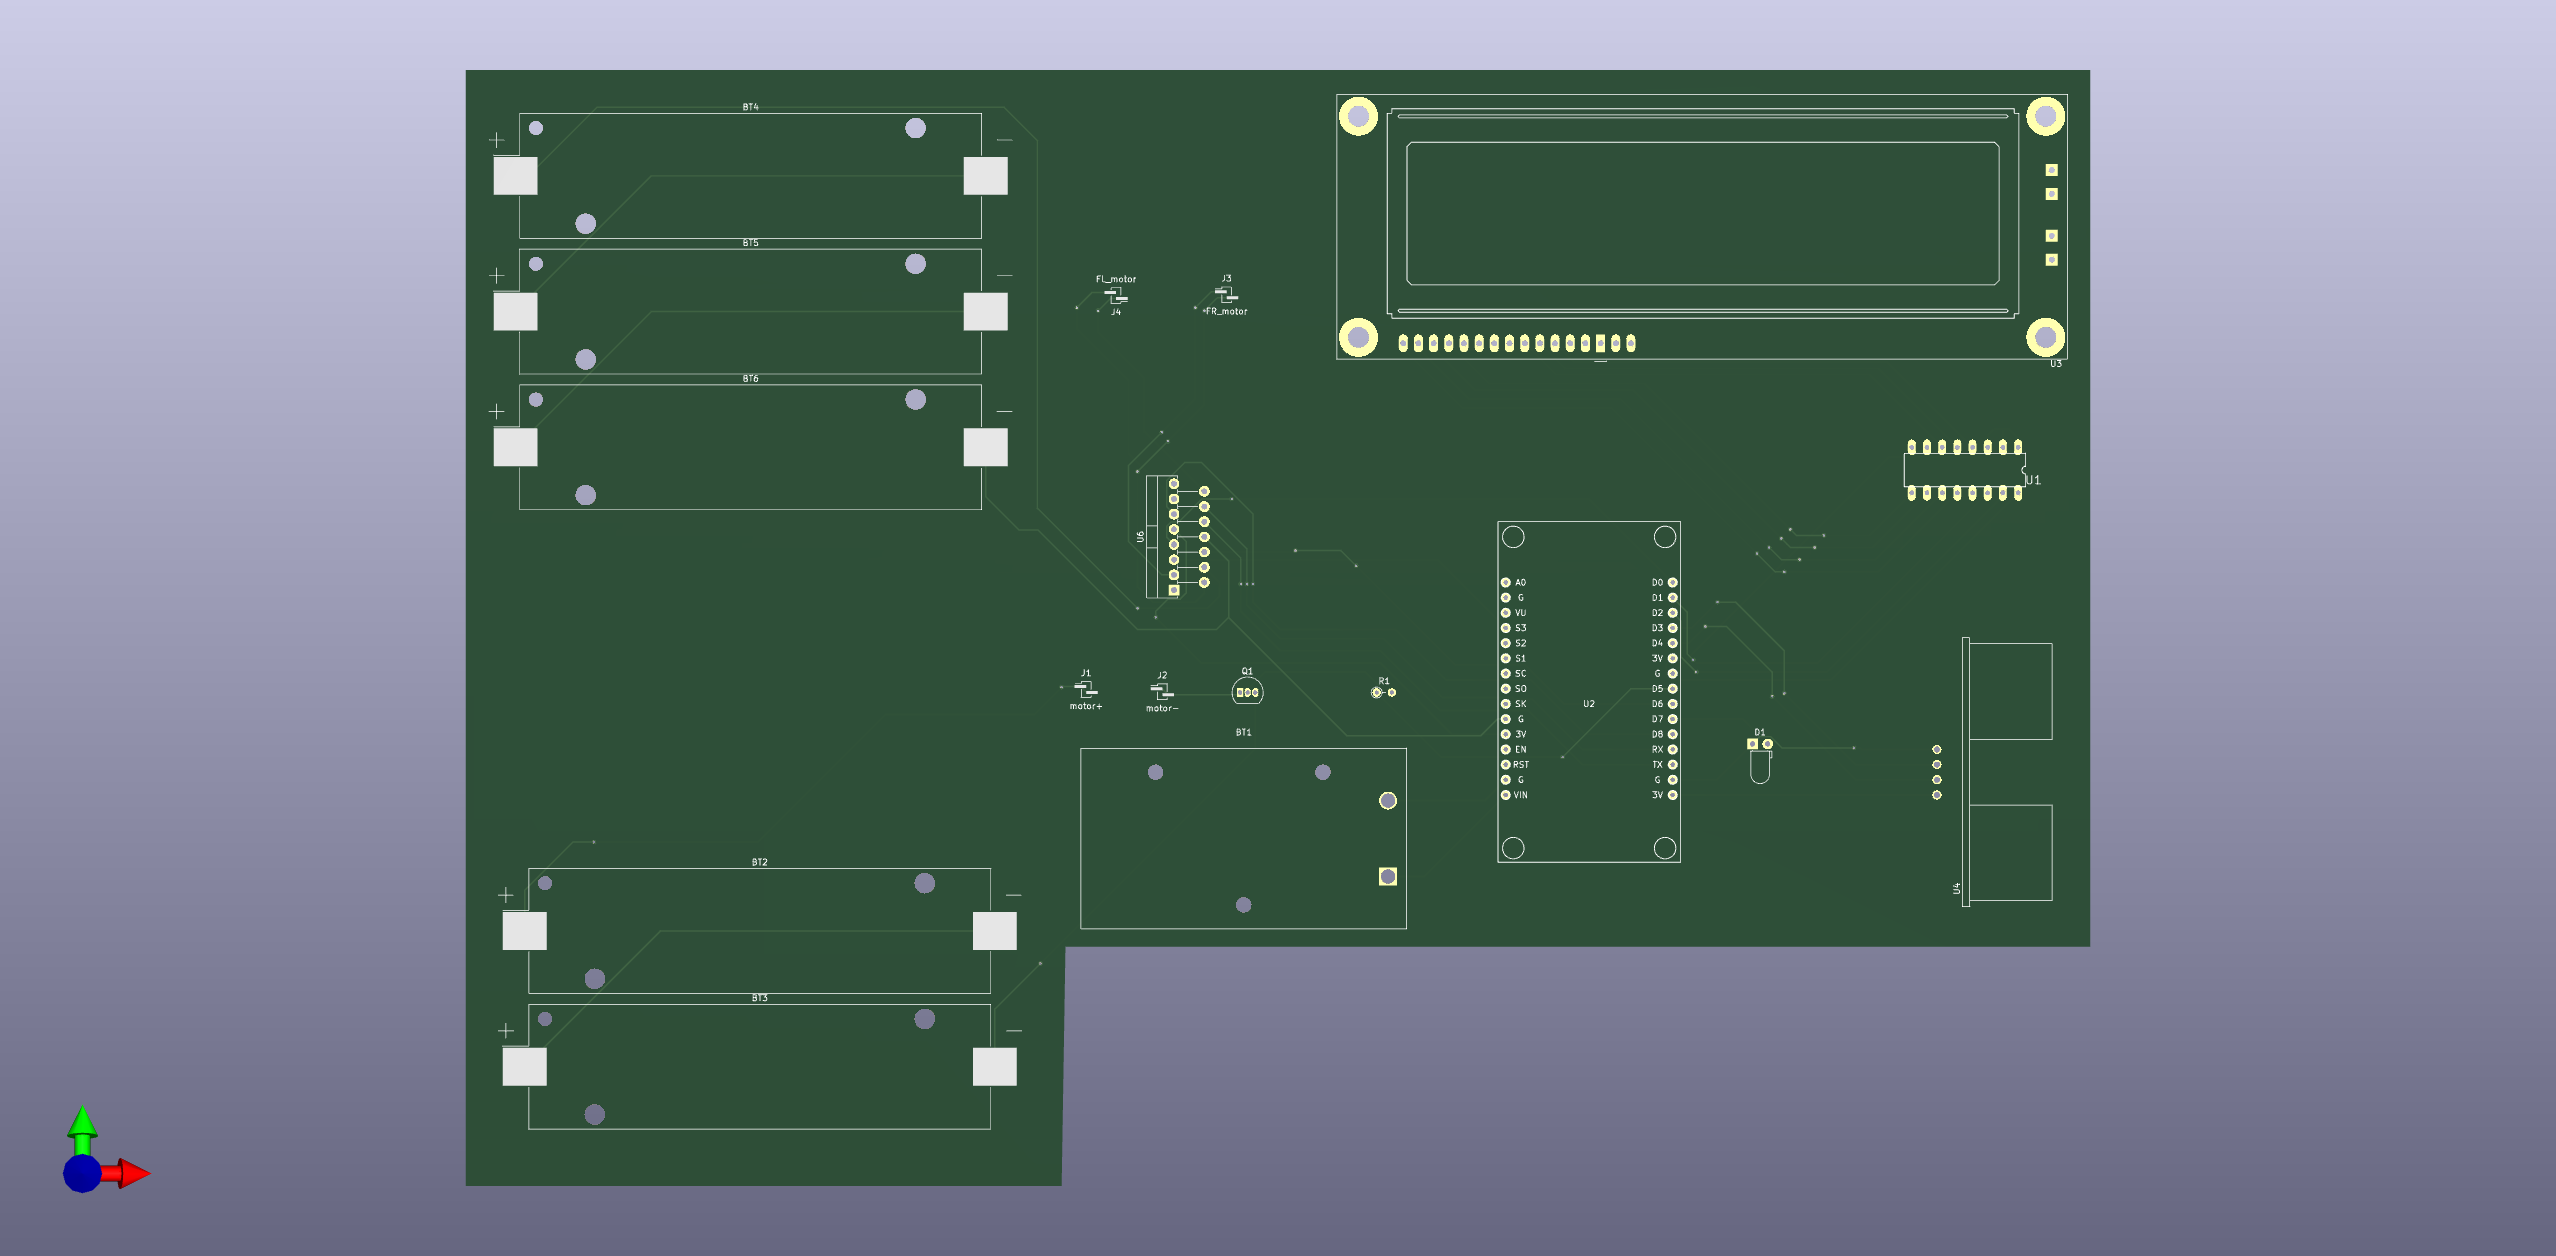 BT4
+
−
BT5
+
−
BT6
+
−
FL_motor
J4
J3
FR_motor
U3
U1
U6
J1
motor+
J2
motor-
Q1
R1
BT1
A0
G
VU
S3
S2
S1
SC
SO
SK
G
3V
EN
RST
G
VIN
U2
D0
D1
D2
D3
D4
3V
G
D5
D6
D7
D8
RX
TX
G
3V
D1
U4
BT2
+
−
BT3
+
−